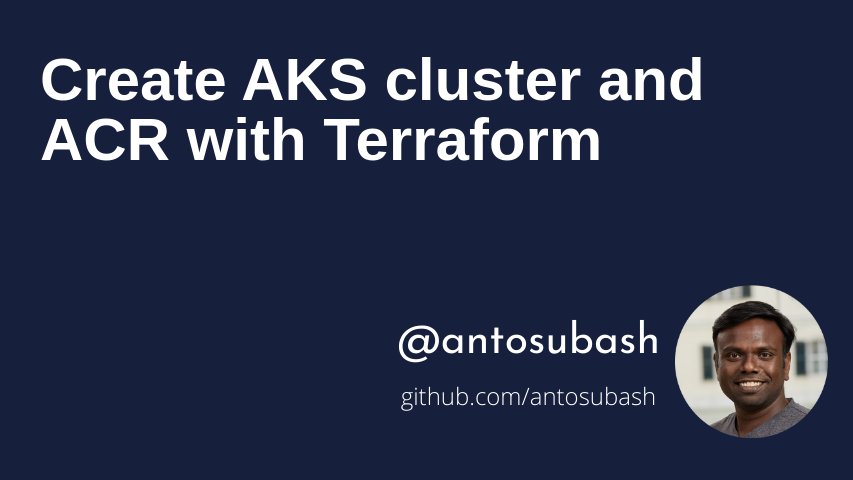 Create AKS cluster and
ACR with Terraform
@antosubash
github.com/antosubash